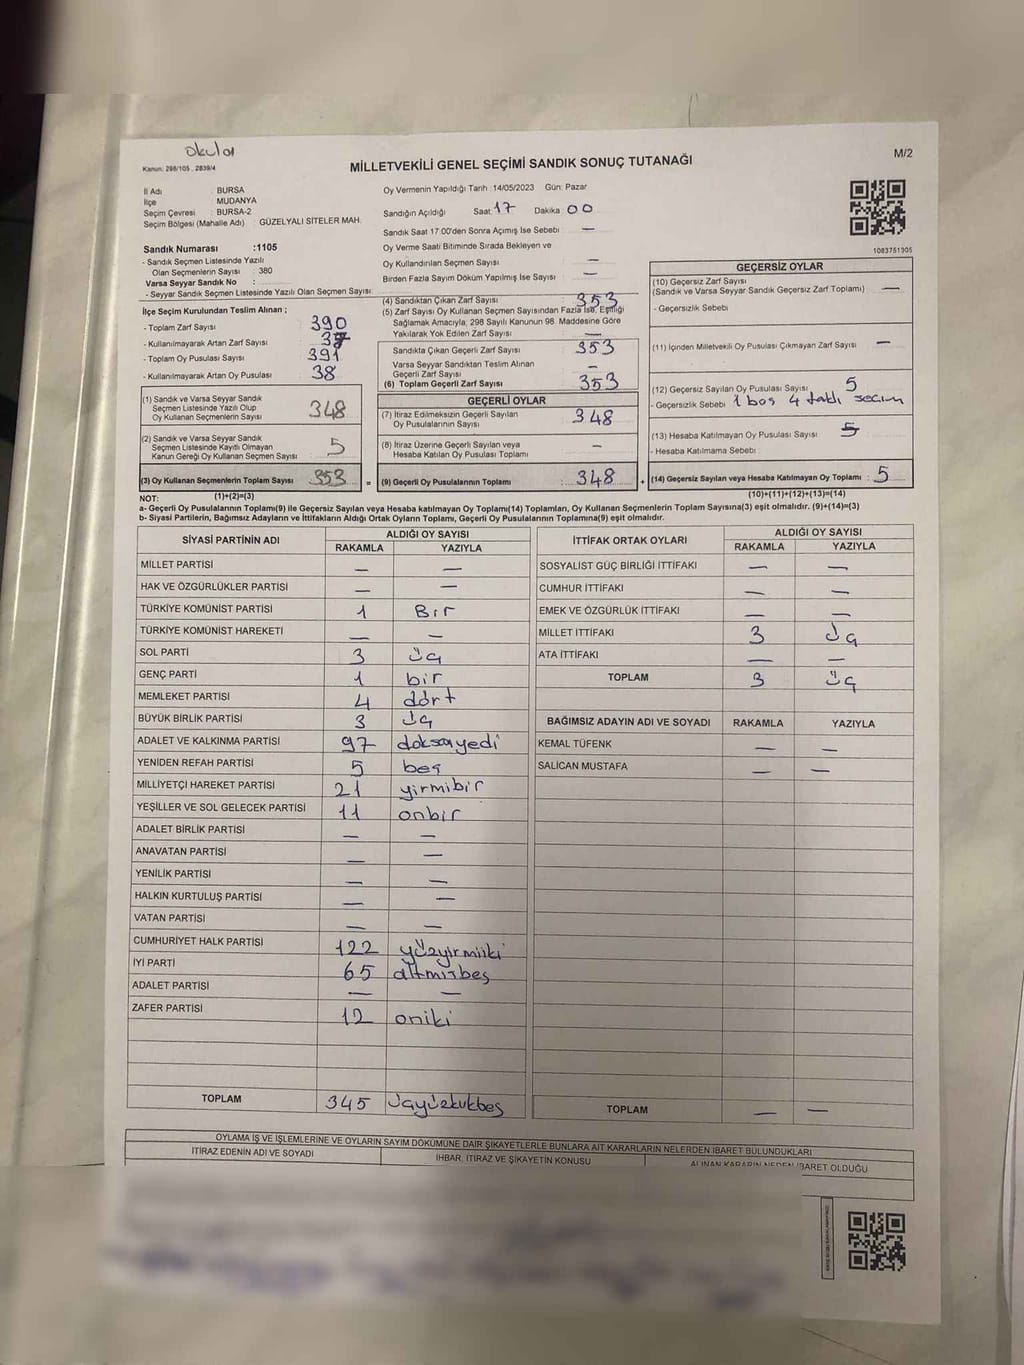 okul01
Kanun: 298/105 , 2839/4
MİLLETVEKİLİ GENEL SEÇİMİ SANDIK SONUÇ TUTANAĞI
M/2
İl Adı : BURSA
İlçe : MUDANYA
Seçim Çevresi : BURSA-2
Seçim Bölgesi (Mahalle Adı) : GÜZELYALI SİTELER MAH.
Oy Vermenin Yapıldığı Tarih :14/05/2023 Gün: Pazar
Sandığın Açıldığı Saat: 17 Dakika: 00
Sandık Saat 17:00'den Sonra Açımış İse Sebebi : —
Oy Verme Saati Bitiminde Sırada Bekleyen ve
Oy Kullandırılan Seçmen Sayısı : —
Birden Fazla Sayım Döküm Yapılmış İse Sayısı : —
1083751305
Sandık Numarası :1105
- Sandık Seçmen Listesinde Yazılı
Olan Seçmenlerin Sayısı : 380
Varsa Seyyar Sandık No :
- Seyyar Sandık Seçmen Listesinde Yazılı Olan Seçmen Sayısı:
İlçe Seçim Kurulundan Teslim Alınan ;
- Toplam Zarf Sayısı : 390
- Kullanılmayarak Artan Zarf Sayısı : 37
- Toplam Oy Pusulası Sayısı : 391
- Kullanılmayarak Artan Oy Pusulası : 38
(1) Sandık ve Varsa Seyyar Sandık
Seçmen Listesinde Yazılı Olup
Oy Kullanan Seçmenlerin Sayısı : 348
(2) Sandık ve Varsa Seyyar Sandık
Seçmen Listesinde Kayıtlı Olmayan
Kanun Gereği Oy Kullanan Seçmen Sayısı : 5
(3) Oy Kullanan Seçmenlerin Toplam Sayısı : 353
(4) Sandıktan Çıkan Zarf Sayısı : 353
(5) Zarf Sayısı Oy Kullanan Seçmen Sayısından Fazla İse, Eşitliği
Sağlamak Amacıyla; 298 Sayılı Kanunun 98. Maddesine Göre
Yakılarak Yok Edilen Zarf Sayısı : —
Sandıkta Çıkan Geçerli Zarf Sayısı : 353
Varsa Seyyar Sandıktan Teslim Alınan
Geçerli Zarf Sayısı : —
(6) Toplam Geçerli Zarf Sayısı : 353
GEÇERLİ OYLAR
(7) İtiraz Edilmeksizin Geçerli Sayılan
Oy Pusulalarının Sayısı : 348
(8) İtiraz Üzerine Geçerli Sayılan veya
Hesaba Katılan Oy Pusulası Toplamı : —
= (9) Geçerli Oy Pusulalarının Toplamı : 348
GEÇERSİZ OYLAR
(10) Geçersiz Zarf Sayısı
(Sandık ve Varsa Seyyar Sandık Geçersiz Zarf Toplamı) : —
- Geçersizlik Sebebi :
(11) İçinden Milletvekili Oy Pusulası Çıkmayan Zarf Sayısı : —
(12) Geçersiz Sayılan Oy Pusulası Sayısı : 5
- Geçersizlik Sebebi : 1 boş 4 seçim
(13) Hesaba Katılmayan Oy Pusulası Sayısı : 5
- Hesaba Katılmama Sebebi :
+ (14) Geçersiz Sayılan veya Hesaba Katılmayan Oy Toplamı : 5
NOT: (1)+(2)=(3) (10)+(11)+(12)+(13)=(14)
a- Geçerli Oy Pusulalarının Toplamı(9) ile Geçersiz Sayılan veya Hesaba Katılmayan Oy Toplamı(14) Toplamları, Oy Kullanan Seçmenlerin Toplam Sayısına(3) eşit olmalıdır. (9)+(14)=(3)
b- Siyasi Partilerin, Bağımsız Adayların ve İttifakların Aldığı Ortak Oyların Toplamı, Geçerli Oy Pusulalarının Toplamına(9) eşit olmalıdır.
SİYASİ PARTİNİN ADI ALDIĞI OY SAYISI
RAKAMLA YAZIYLA
MİLLET PARTİSİ — —
HAK VE ÖZGÜRLÜKLER PARTİSİ — —
TÜRKİYE KOMÜNİST PARTİSİ 1 Bir
TÜRKİYE KOMÜNİST HAREKETİ — —
SOL PARTİ 3 üç
GENÇ PARTİ 1 bir
MEMLEKET PARTİSİ 4 dört
BÜYÜK BİRLİK PARTİSİ 3 üç
ADALET VE KALKINMA PARTİSİ 97 doksanyedi
YENİDEN REFAH PARTİSİ 5 beş
MİLLİYETÇİ HAREKET PARTİSİ 21 yirmibir
YEŞİLLER VE SOL GELECEK PARTİSİ 11 onbir
ADALET BİRLİK PARTİSİ — —
ANAVATAN PARTİSİ — —
YENİLİK PARTİSİ — —
HALKIN KURTULUŞ PARTİSİ — —
VATAN PARTİSİ — —
CUMHURİYET HALK PARTİSİ 122 yüzyirmiiki
İYİ PARTİ 65 altmışbeş
ADALET PARTİSİ — —
ZAFER PARTİSİ 12 oniki
TOPLAM 345 üçyüzkırkbeş
İTTİFAK ORTAK OYLARI ALDIĞI OY SAYISI
RAKAMLA YAZIYLA
SOSYALİST GÜÇ BİRLİĞİ İTTİFAKI — —
CUMHUR İTTİFAKI — —
EMEK VE ÖZGÜRLÜK İTTİFAKI — —
MİLLET İTTİFAKI 3 üç
ATA İTTİFAKI — —
TOPLAM 3 üç
BAĞIMSIZ ADAYIN ADI VE SOYADI RAKAMLA YAZIYLA
KEMAL TÜFENK — —
SALİCAN MUSTAFA — —
TOPLAM — —
OYLAMA İŞ VE İŞLEMLERİNE VE OYLARIN SAYIM DÖKÜMÜNE DAİR ŞİKAYETLERLE BUNLARA AİT KARARLARIN NELERDEN İBARET BULUNDUKLARI
İTİRAZ EDENİN ADI VE SOYADI İHBAR, İTİRAZ VE ŞİKAYETİN KONUSU ALINAN KARARIN NEDEN İBARET OLDUĞU